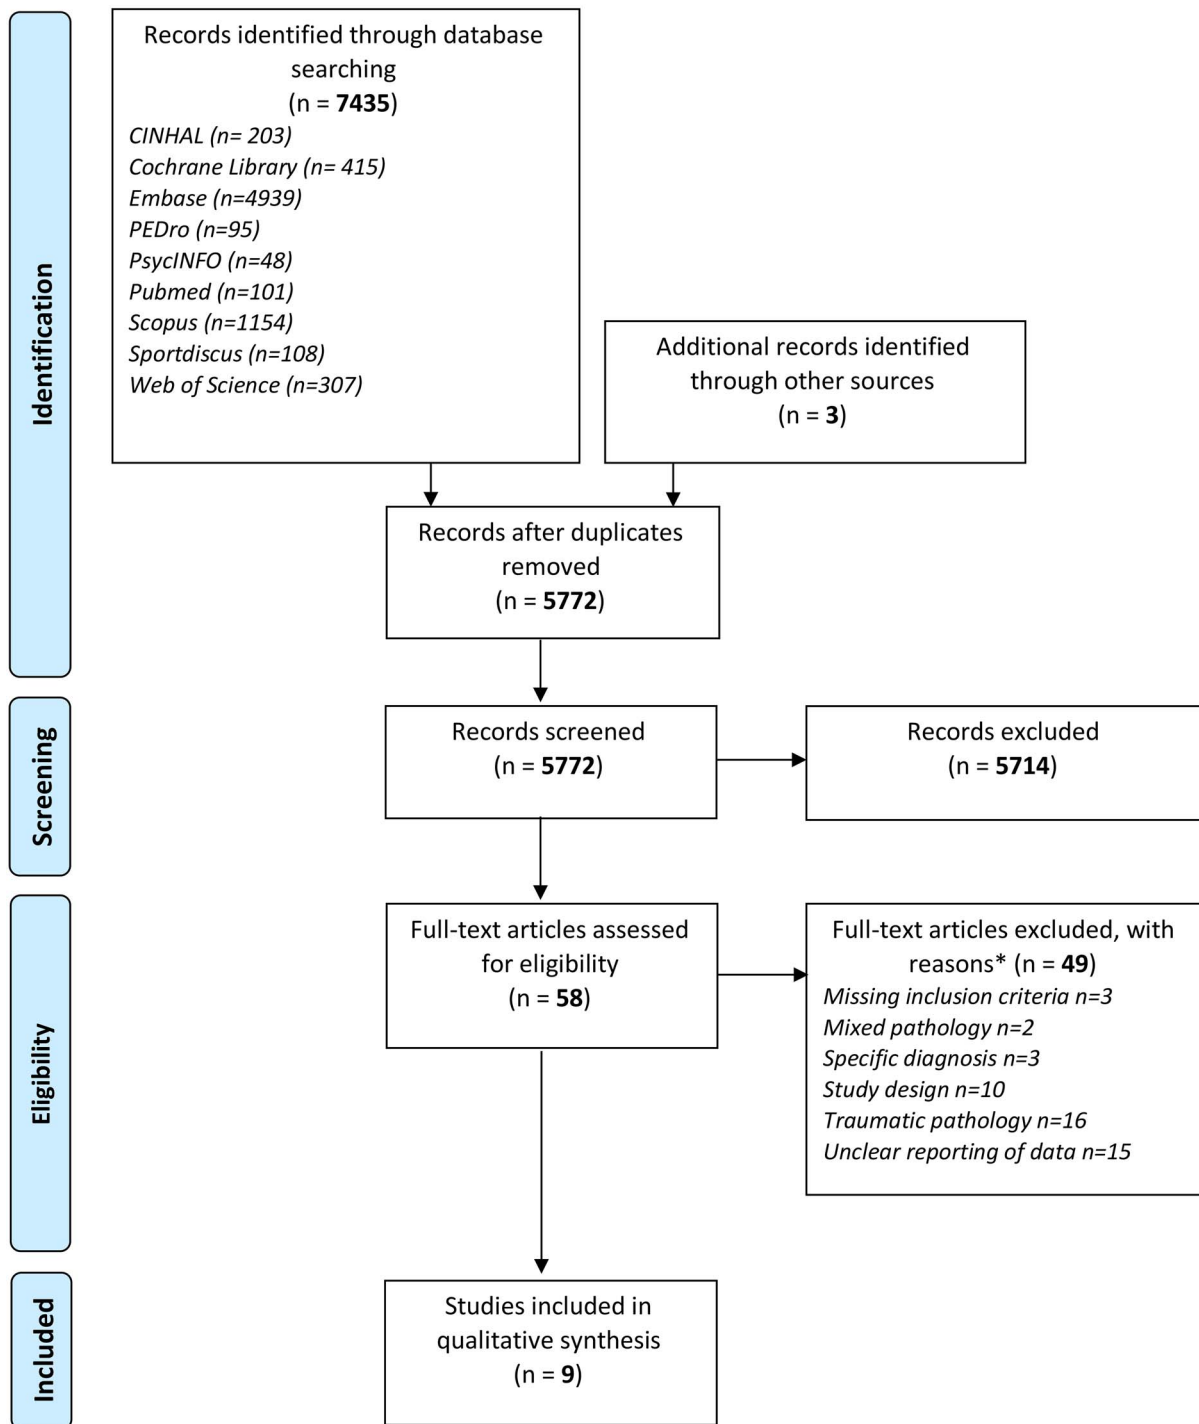 Identification
Records identified through database
searching
(n = 7435)
CINHAL (n= 203)
Cochrane Library (n= 415)
Embase (n=4939)
PEDro (n=95)
PsycINFO (n=48)
Pubmed (n=101)
Scopus (n=1154)
Sportdiscus (n=108)
Web of Science (n=307)
Additional records identified
through other sources
(n = 3)
Records after duplicates
removed
(n = 5772)
Screening
Records screened
(n = 5772)
Records excluded
(n = 5714)
Eligibility
Full-text articles assessed
for eligibility
(n = 58)
Full-text articles excluded, with
reasons* (n = 49)
Missing inclusion criteria n=3
Mixed pathology n=2
Specific diagnosis n=3
Study design n=10
Traumatic pathology n=16
Unclear reporting of data n=15
Included
Studies included in
qualitative synthesis
(n = 9)